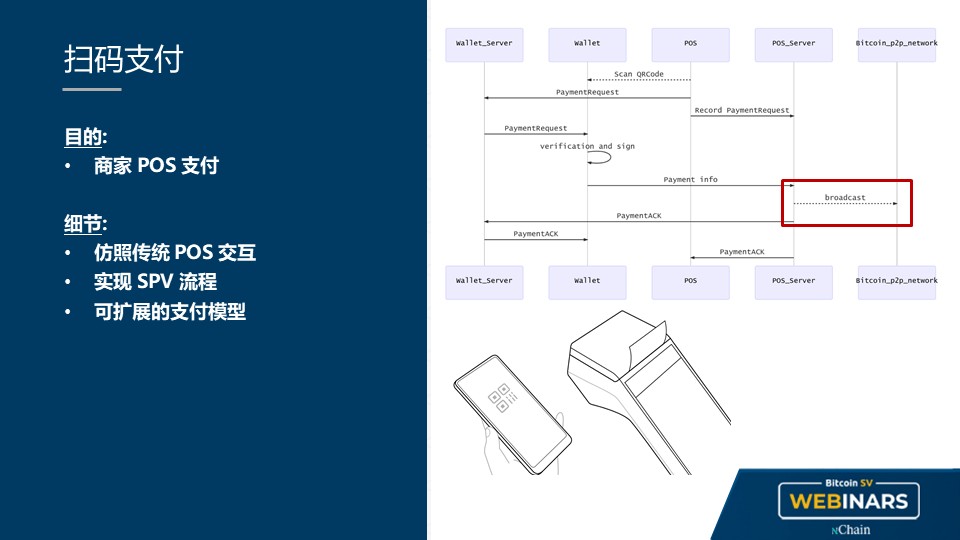 扫码支付
目的:
• 商家 POS 支付
细节:
• 仿照传统 POS 交互
• 实现 SPV 流程
• 可扩展的支付模型
Wallet_Server Wallet POS POS_Server Bitcoin_p2p_network
Scan QRCode
PaymentRequest
Record PaymentRequest
PaymentRequest
verification and sign
Payment info
broadcast
PaymentACK
PaymentACK
PaymentACK
Wallet_Server Wallet POS POS_Server Bitcoin_p2p_network
Bitcoin SV
WEBINARS
nChain